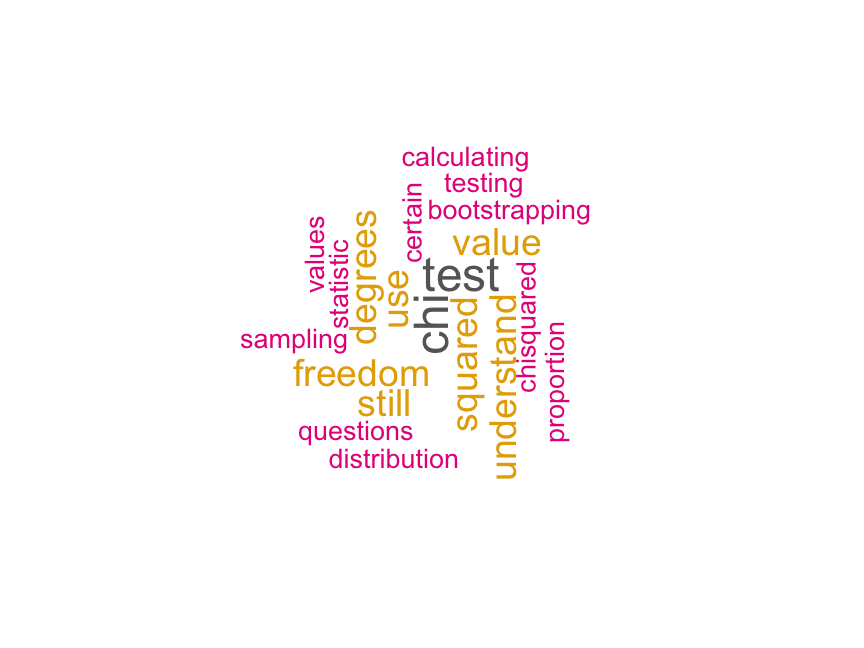 calculating
testing
certain
bootstrapping
values
statistic
degrees
value
use
test
chi
squared
understand
chisquared
proportion
sampling
freedom
still
questions
distribution